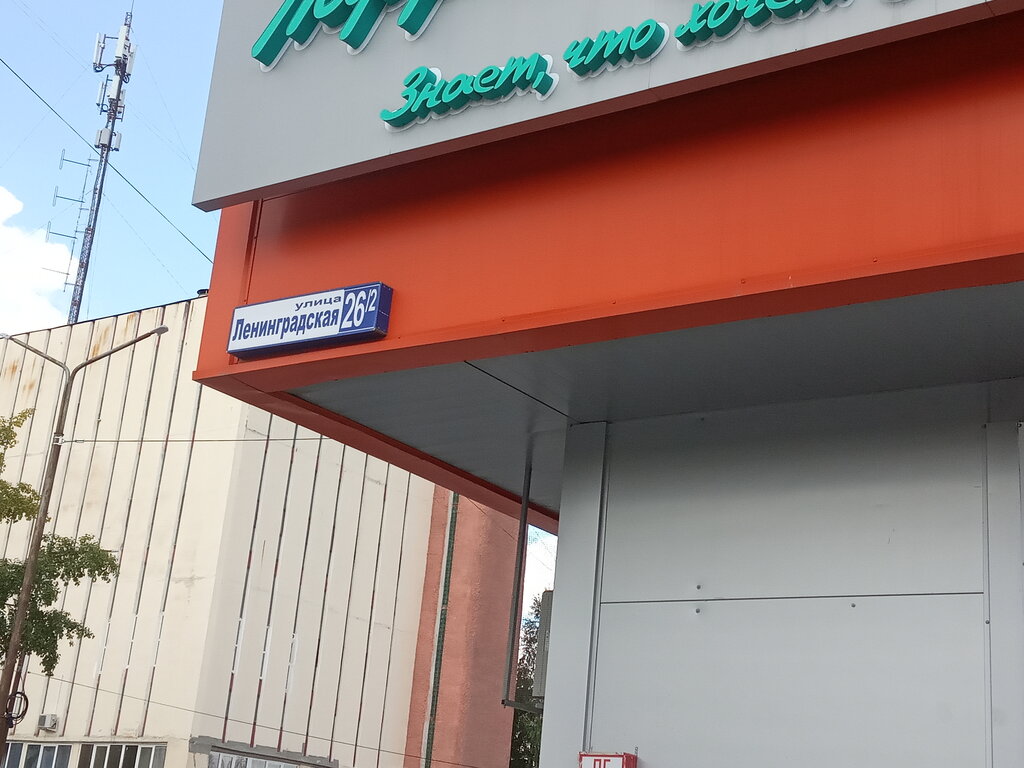 Знает, что хочет
улица
Ленинградская 26/2
ПГ